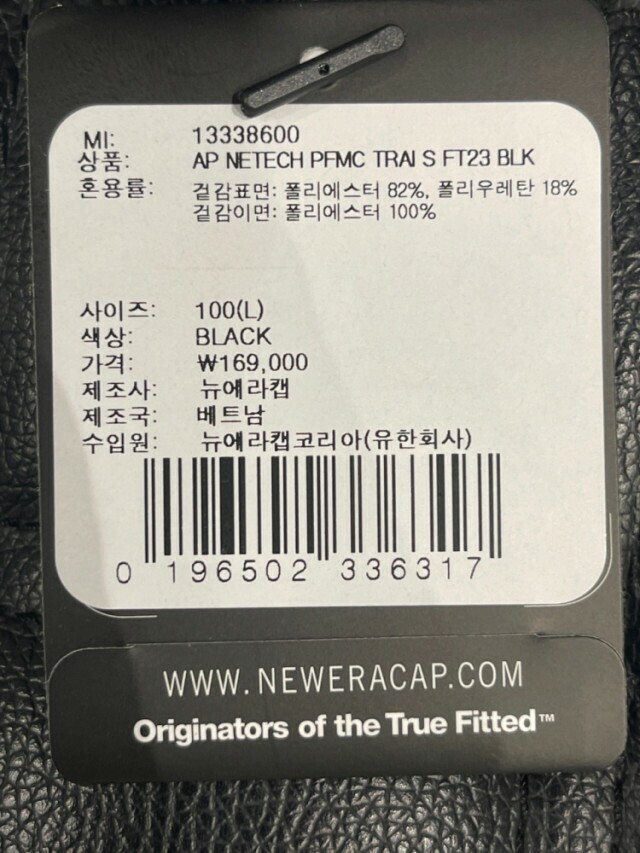 MI: 13338600
상품: AP NETECH PFMC TRAI S FT23 BLK
혼용률: 겉감표면: 폴리에스터 82%, 폴리우레탄 18%
겉감이면: 폴리에스터 100%
사이즈: 100(L)
색상: BLACK
가격: ₩169,000
제조사: 뉴에라캡
제조국: 베트남
수입원: 뉴에라캡코리아(유한회사)
0 196502 336317
WWW.NEWERACAP.COM
Originators of the True Fitted™